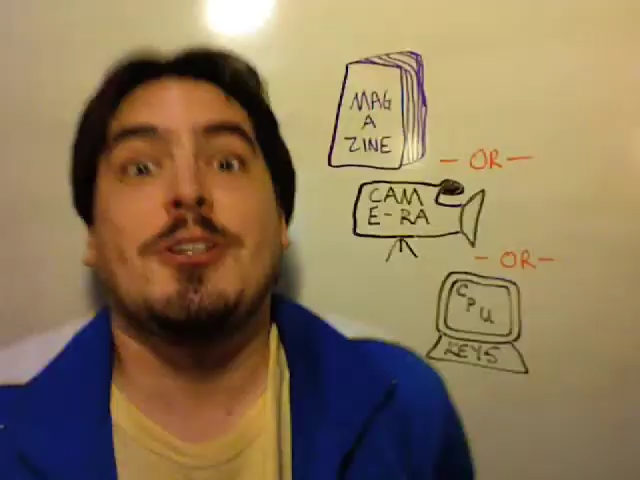 MAG
A
ZINE
— OR —
CAM
E-RA
- OR -
CPU
KEYS